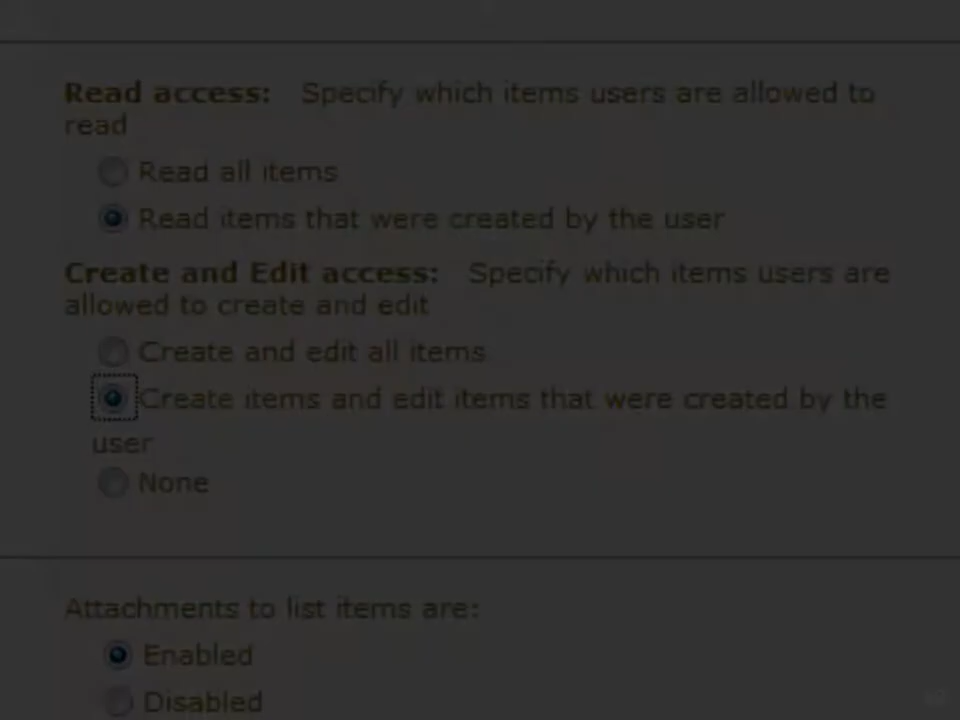 Read access: Specify which items users are allowed to
read
Read all items
Read items that were created by the user
Create and Edit access: Specify which items users are
allowed to create and edit
Create and edit all items
Create items and edit items that were created by the
user
None
Attachments to list items are:
Enabled
Disabled